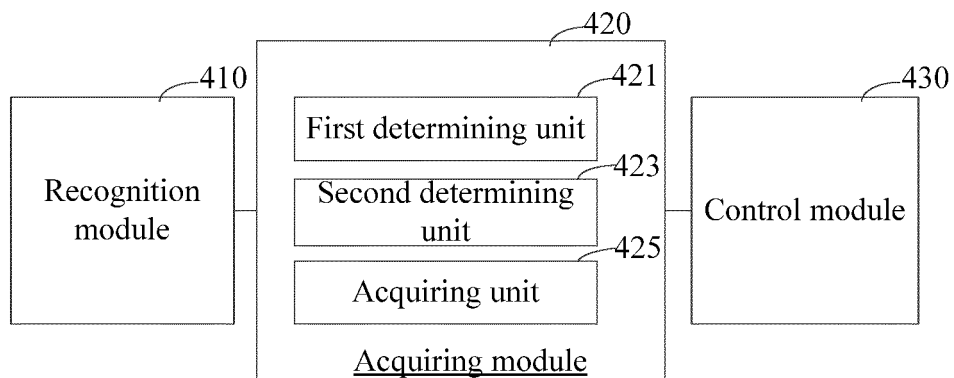 420
410
421
430
First determining unit
423
Recognition
module
Second determining
unit
Control module
425
Acquiring unit
Acquiring module